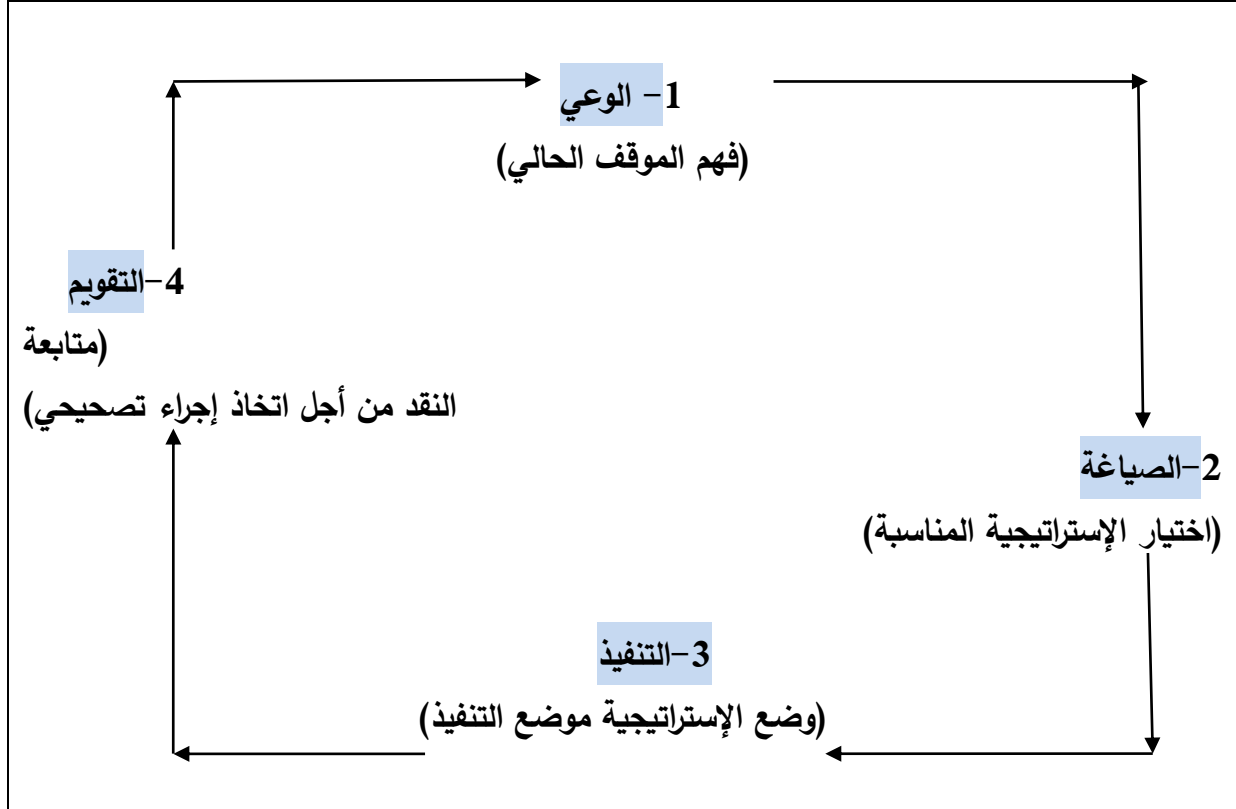 1- الوعي
(فهم الموقف الحالي)
2-الصياغة
(اختيار الإستراتيجية المناسبة)
3-التنفيذ
(وضع الإستراتيجية موضع التنفيذ)
4-التقويم
(متابعة
النقد من أجل اتخاذ إجراء تصحيحي)